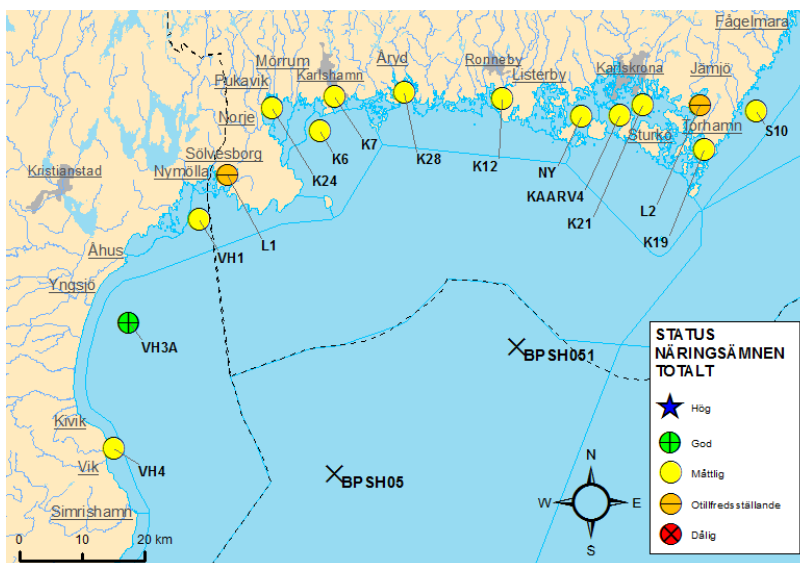 Fågelmara
Mörrum
Åryd
Ronneby
Listerby
Karlskrona
Jämjö
Pukavik
Karlshamn
Norje
Sturkö
Torhamn
S10
K7
K6
K28
K12
NY
KAARV4
K21
L2
K19
K24
Sölvesborg
Nymölla
Kristianstad
L1
VH1
Åhus
Yngsjö
VH3A
BPSH051
Kivik
VH4
Vik
BPSH05
Simrishamn
0 10 20 km
N
W E
S
STATUS
NÄRINGSÄMNEN
TOTALT
Hög
God
Måttlig
Otillfredsställande
Dålig